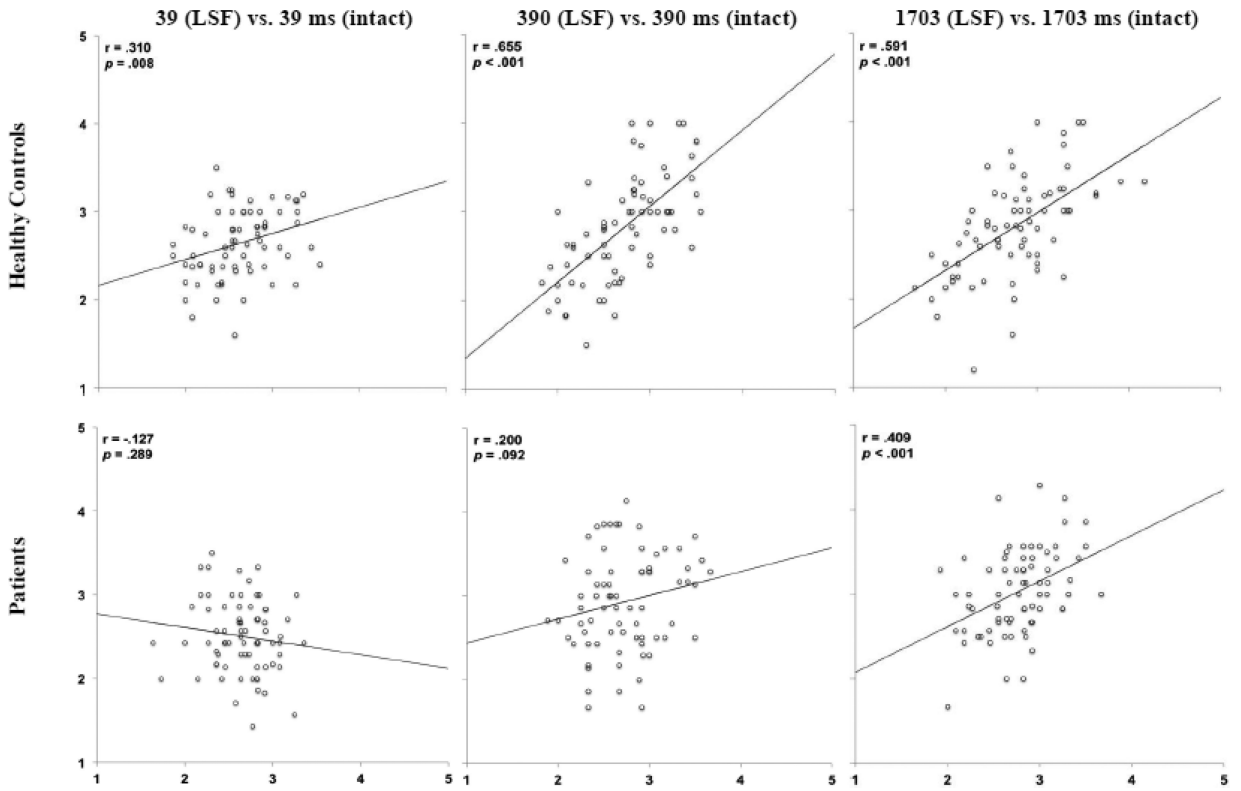 39 (LSF) vs. 39 ms (intact)
390 (LSF) vs. 390 ms (intact)
1703 (LSF) vs. 1703 ms (intact)
Healthy Controls
5
4
3
2
1
r = .310
p = .008
r = .655
p < .001
r = .591
p < .001
Patients
5
4
3
2
1
r = -.127
p = .289
r = .200
p = .092
r = .409
p < .001
1 2 3 4 5
1 2 3 4 5
1 2 3 4 5